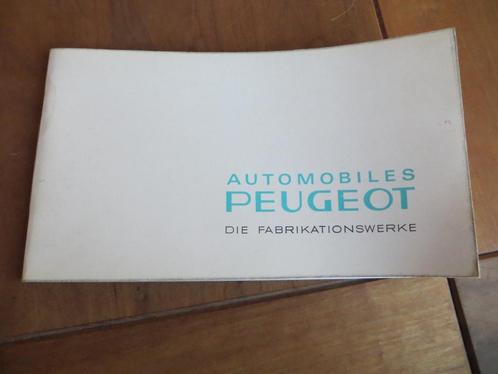 AUTOMOBILES
PEUGEOT
DIE FABRIKATIONSWERKE